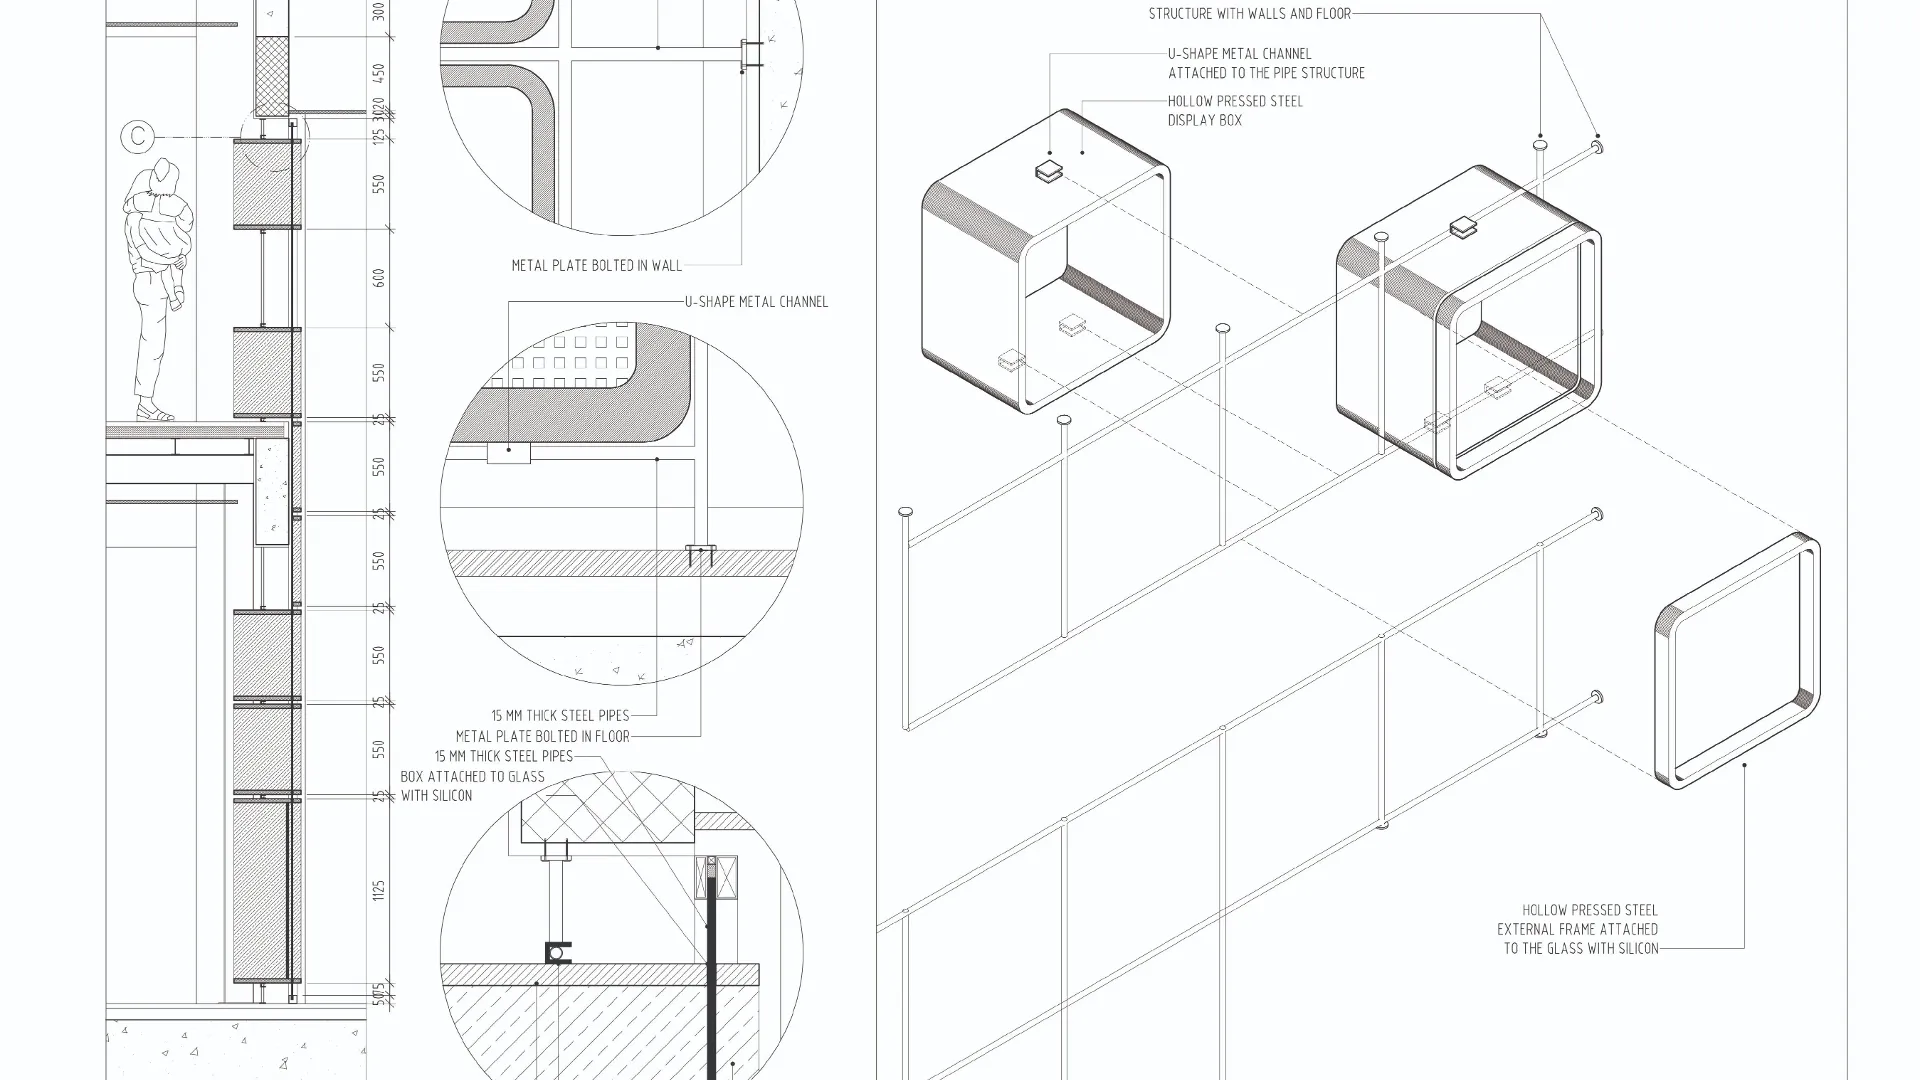 300
450
20
125
550
600
550
25
550
25
550
25
550
25
550
25
1125
C
METAL PLATE BOLTED IN WALL
U-SHAPE METAL CHANNEL
15 MM THICK STEEL PIPES
METAL PLATE BOLTED IN FLOOR
15 MM THICK STEEL PIPES
BOX ATTACHED TO GLASS
WITH SILICON
STRUCTURE WITH WALLS AND FLOOR
U-SHAPE METAL CHANNEL
ATTACHED TO THE PIPE STRUCTURE
HOLLOW PRESSED STEEL
DISPLAY BOX
HOLLOW PRESSED STEEL
EXTERNAL FRAME ATTACHED
TO THE GLASS WITH SILICON